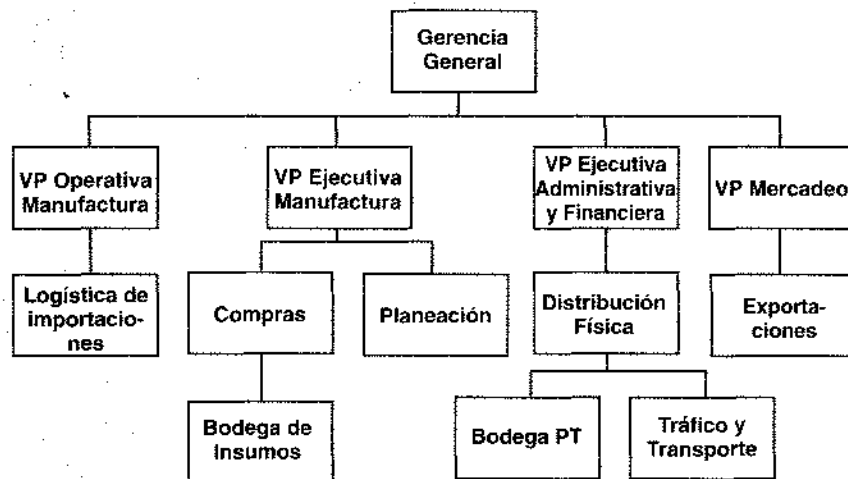 Gerencia
General
VP Operativa
Manufactura
VP Ejecutiva
Manufactura
VP Ejecutiva
Administrativa
y Financiera
VP Mercadeo
Logística de
importacio-
nes
Compras
Planeación
Distribución
Física
Exporta-
ciones
Bodega de
Insumos
Bodega PT
Tráfico y
Transporte